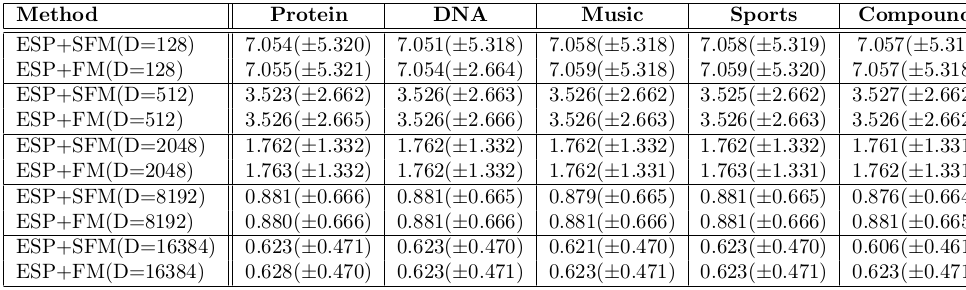 Method Protein DNA Music Sports Compound
ESP+SFM(D=128) 7.054(±5.320) 7.051(±5.318) 7.058(±5.318) 7.058(±5.319) 7.057(±5.31
ESP+FM(D=128) 7.055(±5.321) 7.054(±2.664) 7.059(±5.318) 7.059(±5.320) 7.057(±5.318
ESP+SFM(D=512) 3.523(±2.662) 3.526(±2.663) 3.526(±2.662) 3.525(±2.662) 3.527(±2.662
ESP+FM(D=512) 3.526(±2.665) 3.526(±2.666) 3.526(±2.663) 3.526(±2.663) 3.526(±2.662
ESP+SFM(D=2048) 1.762(±1.332) 1.762(±1.332) 1.762(±1.332) 1.762(±1.332) 1.761(±1.331
ESP+FM(D=2048) 1.763(±1.332) 1.762(±1.332) 1.762(±1.331) 1.763(±1.331) 1.762(±1.331
ESP+SFM(D=8192) 0.881(±0.666) 0.881(±0.665) 0.879(±0.665) 0.881(±0.665) 0.876(±0.664
ESP+FM(D=8192) 0.880(±0.666) 0.881(±0.666) 0.881(±0.666) 0.881(±0.666) 0.881(±0.665
ESP+SFM(D=16384) 0.623(±0.471) 0.623(±0.470) 0.621(±0.470) 0.623(±0.470) 0.606(±0.461
ESP+FM(D=16384) 0.628(±0.470) 0.623(±0.471) 0.623(±0.471) 0.623(±0.471) 0.623(±0.471